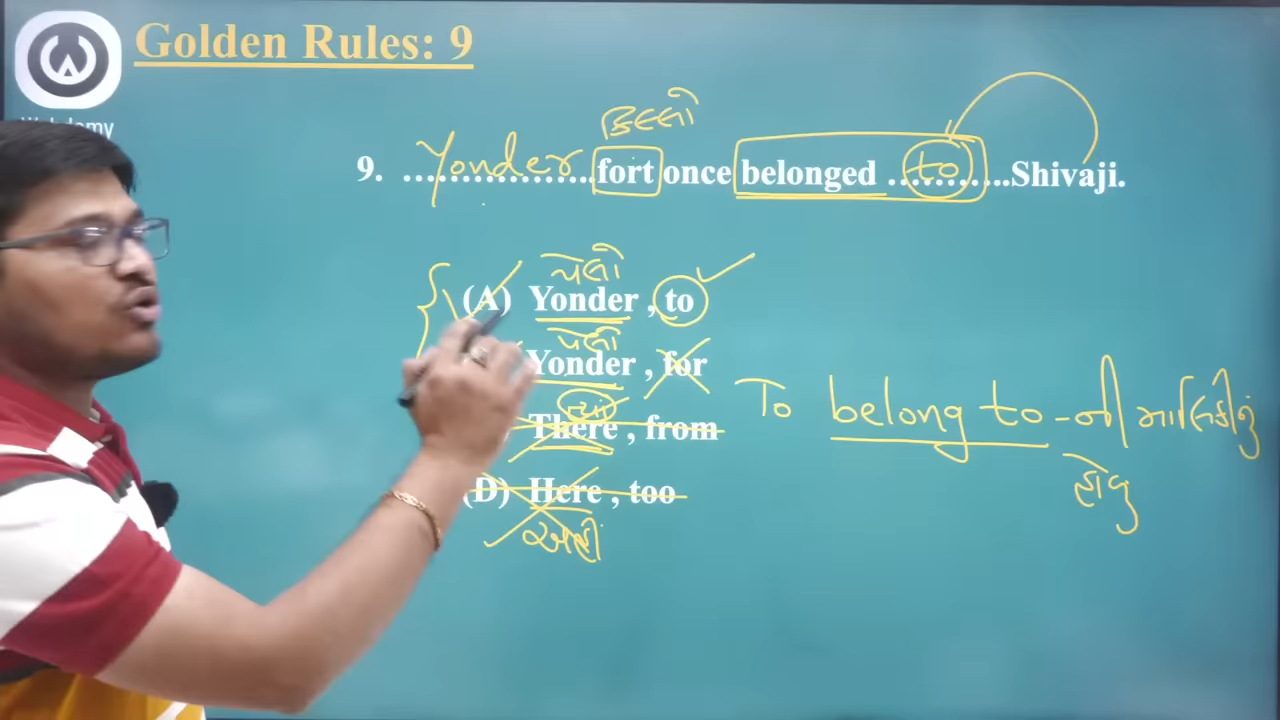 Golden Rules: 9
કિલ્લો
9. ................Yonder fort once belonged ...to...Shivaji.
પેલો
(A) Yonder , to
પેલો
Yonder , for
ત્યાં
There , from
To belong to - ની માલિકીનું
હોવું
(D) Here , too
અહીં